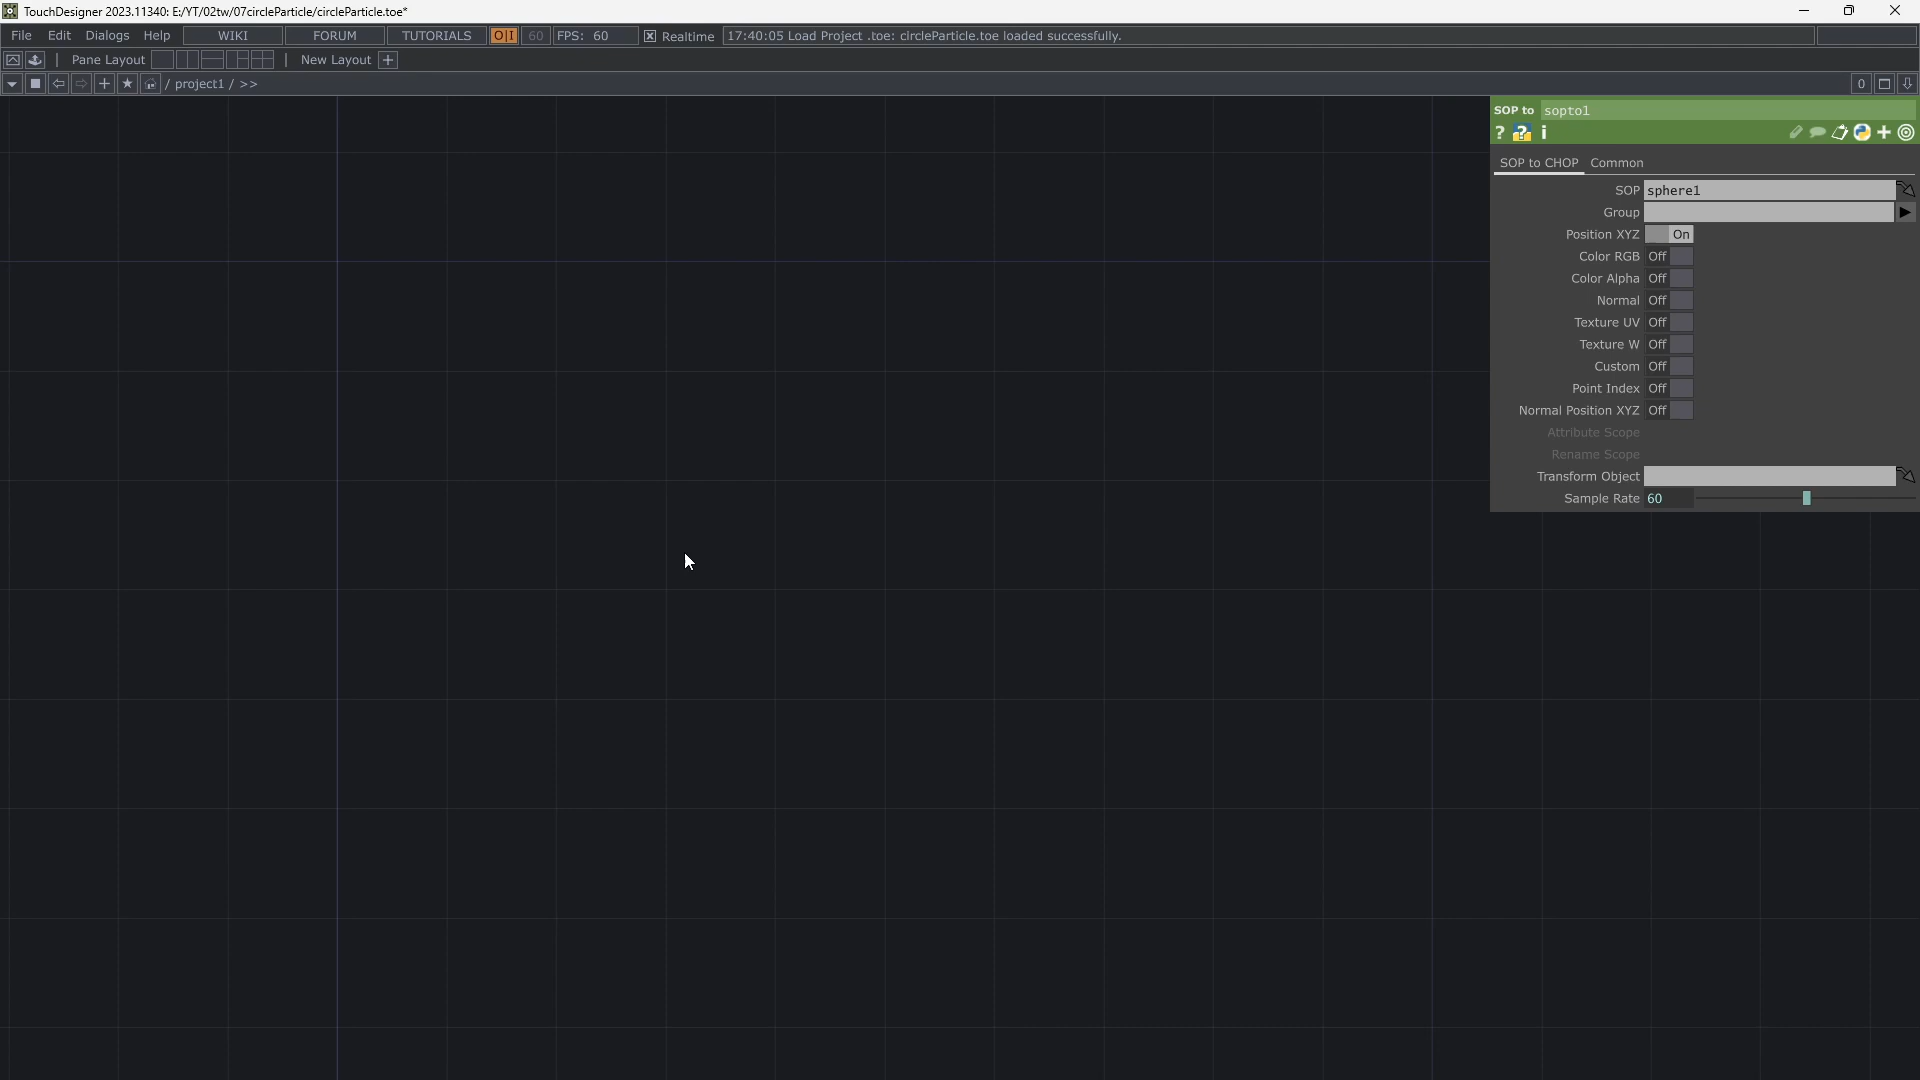 TouchDesigner 2023.11340: E:/YT/02tw/07circleParticle/circleParticle.toe*
File Edit Dialogs Help WIKI FORUM TUTORIALS O|I 60 FPS: 60 Realtime 17:40:05 Load Project .toe: circleParticle.toe loaded successfully.
Pane Layout New Layout +
/ project1 / >> 0
SOP to sopto1
? ? i
SOP to CHOP Common
SOP sphere1
Group
Position XYZ On
Color RGB Off
Color Alpha Off
Normal Off
Texture UV Off
Texture W Off
Custom Off
Point Index Off
Normal Position XYZ Off
Attribute Scope
Rename Scope
Transform Object
Sample Rate 60